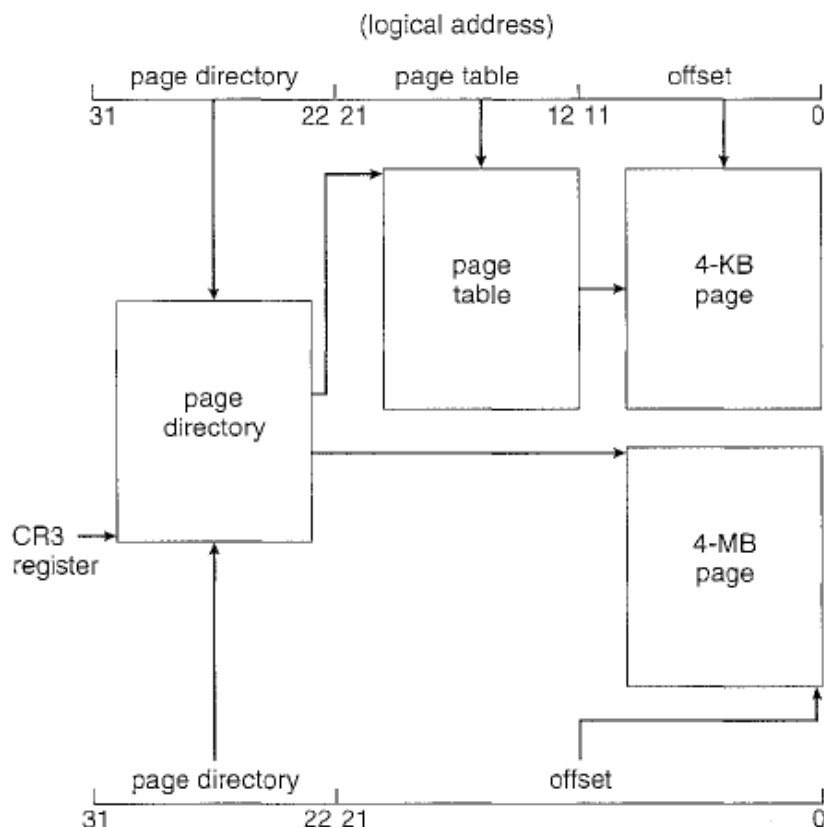 (logical address)
page directory page table offset
31 22 21 12 11 0
page
table
4-KB
page
page
directory
CR3
register
4-MB
page
page directory offset
31 22 21 0